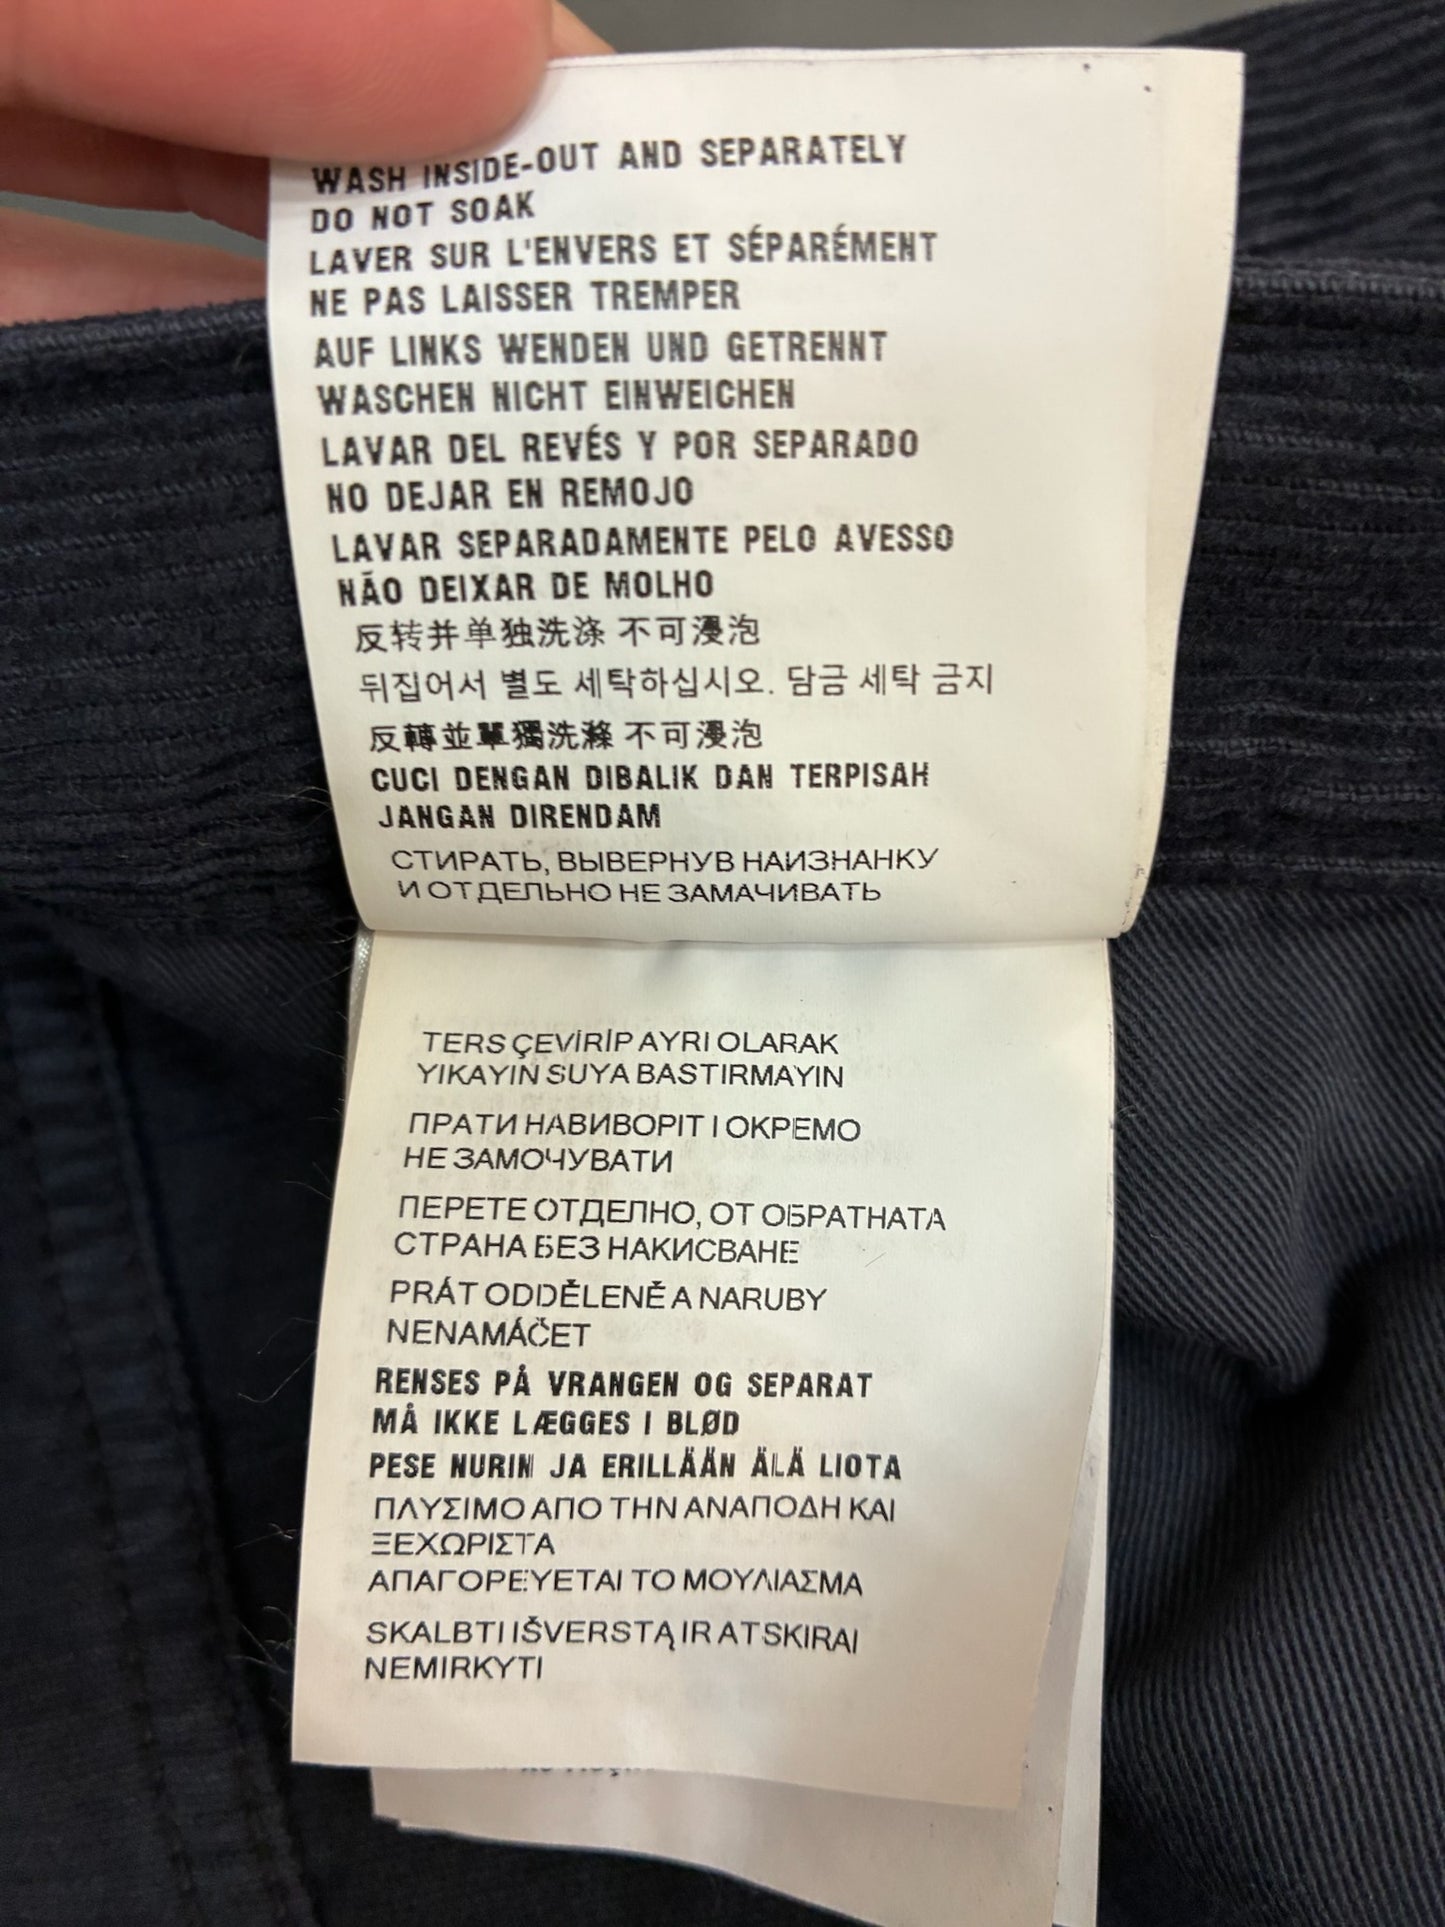 WASH INSIDE-OUT AND SEPARATELY
DO NOT SOAK
LAVER SUR L'ENVERS ET SÉPARÉMENT
NE PAS LAISSER TREMPER
AUF LINKS WENDEN UND GETRENNT
WASCHEN NICHT EINWEICHEN
LAVAR DEL REVÉS Y POR SEPARADO
NO DEJAR EN REMOJO
LAVAR SEPARADAMENTE PELO AVESSO
NÃO DEIXAR DE MOLHO
反转并单独洗涤 不可浸泡
뒤집어서 별도 세탁하십시오. 담금 세탁 금지
反轉並單獨洗滌 不可浸泡
CUCI DENGAN DIBALIK DAN TERPISAH
JANGAN DIRENDAM
СТИРАТЬ, ВЫВЕРНУВ НАИЗНАНКУ
И ОТДЕЛЬНО НЕ ЗАМАЧИВАТЬ
TERS ÇEVİRİP AYRI OLARAK
YIKAYIN SUYA BASTIRMAYIN
ПРАТИ НАВИВОРІТ І ОКРЕМО
НЕ ЗАМОЧУВАТИ
ПЕРЕТЕ ОТДЕЛНО, ОТ ОБРАТНАТА
СТРАНА БЕЗ НАКИСВАНЕ
PRÁT ODDĚLENĚ A NARUBY
NENAMÁČET
RENSES PÅ VRANGEN OG SEPARAT
MÅ IKKE LÆGGES I BLØD
PESE NURIN JA ERILLÄÄN ÄLÄ LIOTA
ΠΛΥΣΙΜΟ ΑΠΟ ΤΗΝ ΑΝΑΠΟΔΗ ΚΑΙ
ΞΕΧΩΡΙΣΤΑ
ΑΠΑΓΟΡΕΥΕΤΑΙ ΤΟ ΜΟΥΛΙΑΣΜΑ
SKALBTI IŠVERSTĄ IR ATSKIRAI
NEMIRKYTI